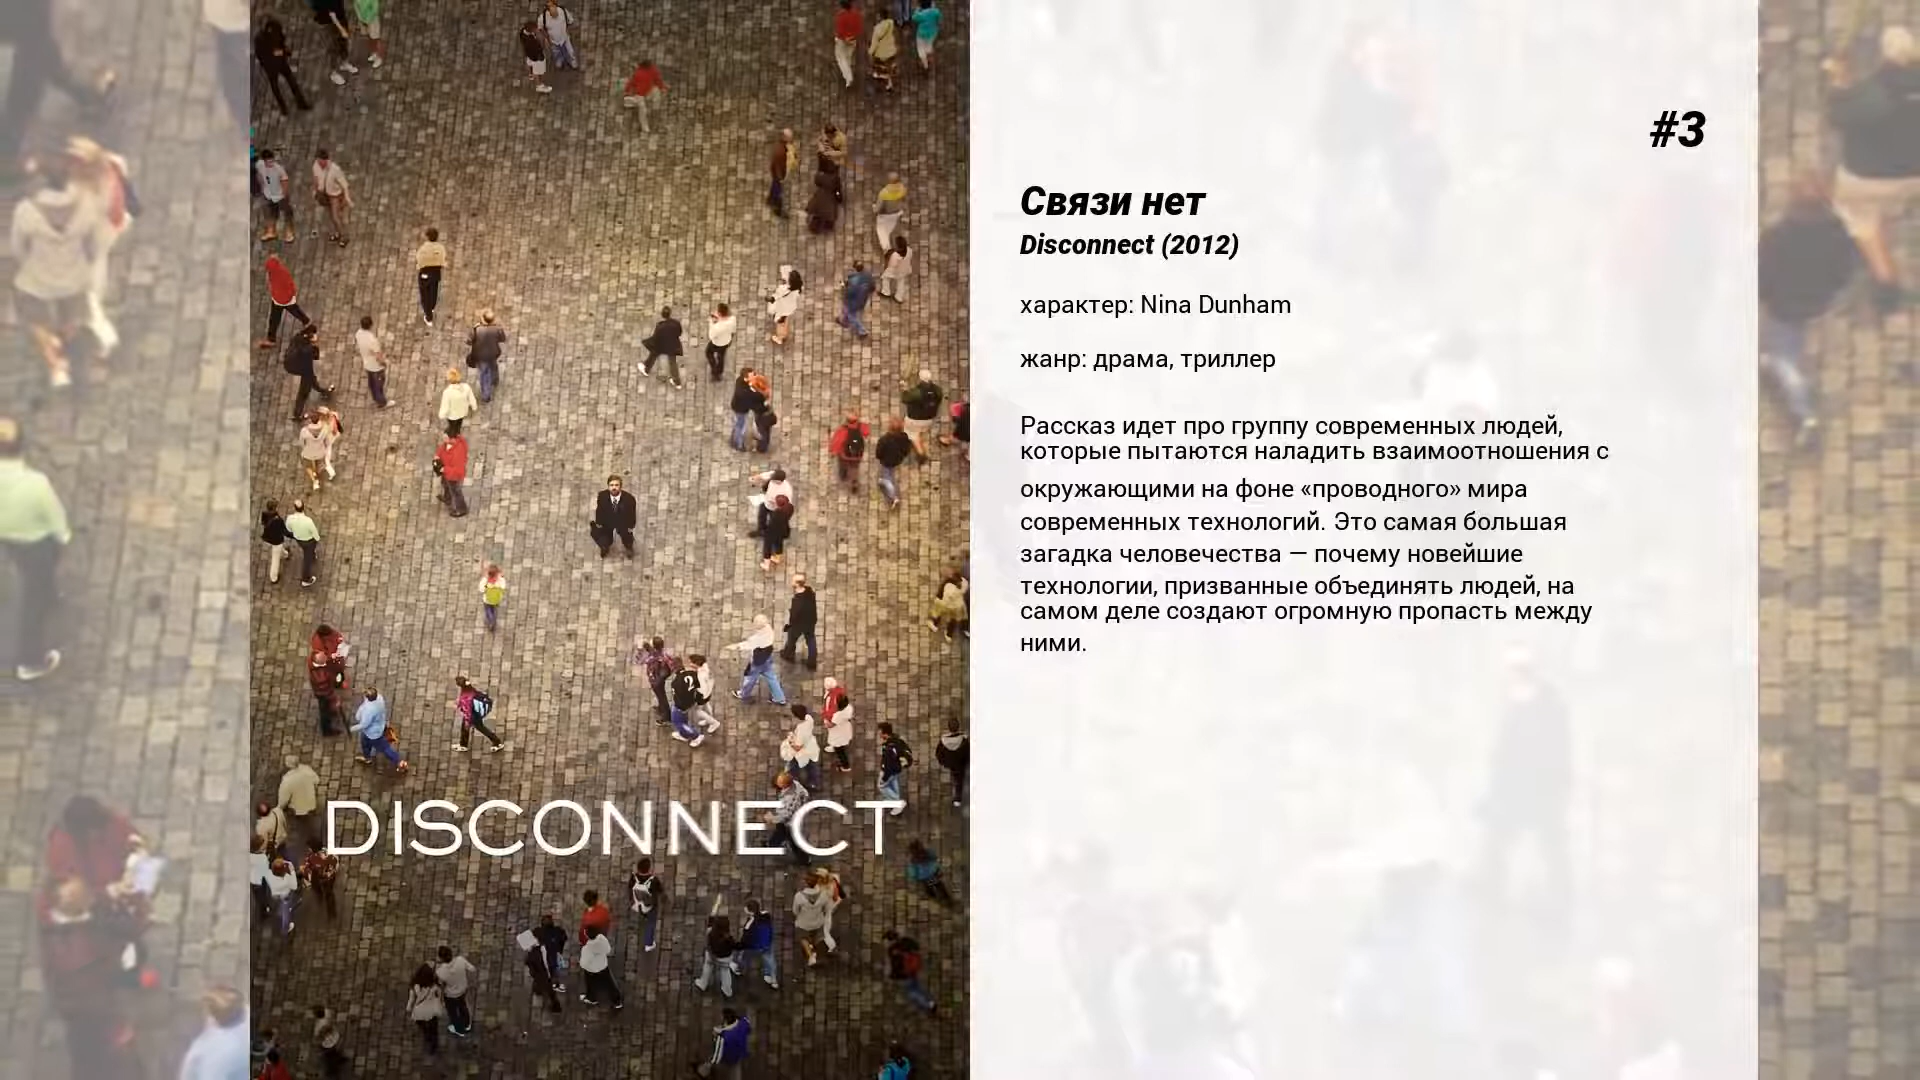 #3
Связи нет
Disconnect (2012)
характер: Nina Dunham
жанр: драма, триллер
Рассказ идет про группу современных людей,
которые пытаются наладить взаимоотношения с
окружающими на фоне «проводного» мира
современных технологий. Это самая большая
загадка человечества — почему новейшие
технологии, призванные объединять людей, на
самом деле создают огромную пропасть между
ними.
DISCONNECT
2